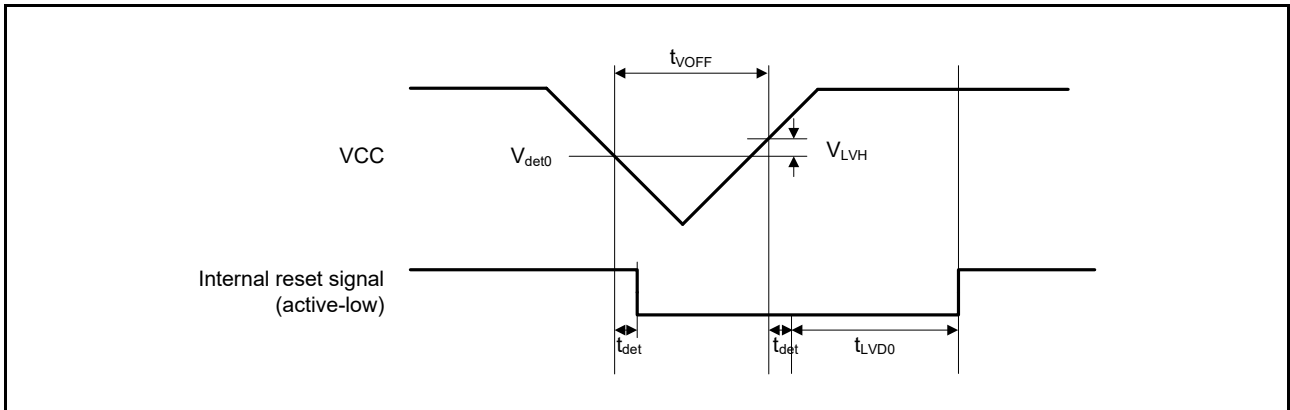 tVOFF
VCC
Vdet0
VLVH
Internal reset signal
(active-low)
tdet
tdet
tLVD0